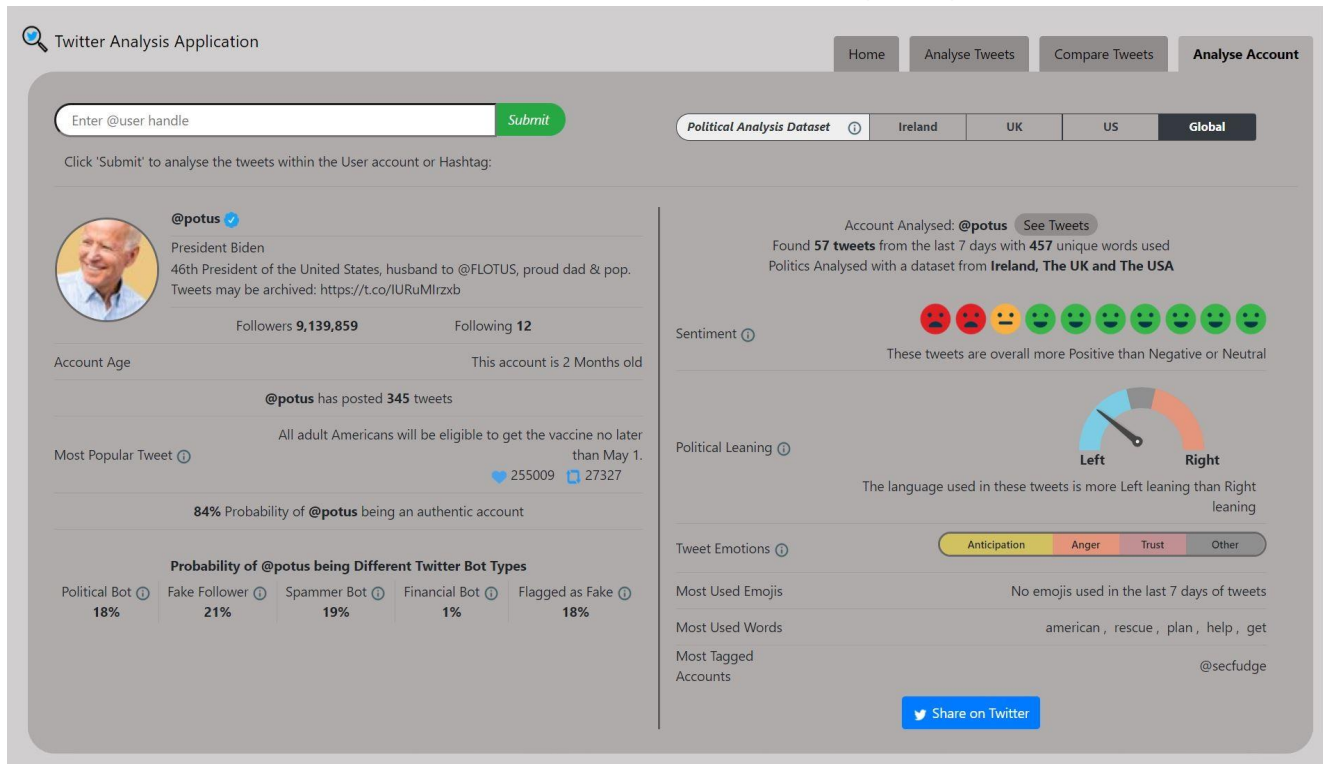 Twitter Analysis Application
Home
Analyse Tweets
Compare Tweets
Analyse Account
Enter @user handle
Submit
Click 'Submit' to analyse the tweets within the User account or Hashtag:
Political Analysis Dataset
Ireland
UK
US
Global
@potus
President Biden
46th President of the United States, husband to @FLOTUS, proud dad & pop.
Tweets may be archived: https://t.co/IURuMIrzxb
Followers 9,139,859
Following 12
Account Age
This account is 2 Months old
@potus has posted 345 tweets
Most Popular Tweet
All adult Americans will be eligible to get the vaccine no later
than May 1.
255009
27327
84% Probability of @potus being an authentic account
Probability of @potus being Different Twitter Bot Types
Political Bot
18%
Fake Follower
21%
Spammer Bot
19%
Financial Bot
1%
Flagged as Fake
18%
Account Analysed: @potus See Tweets
Found 57 tweets from the last 7 days with 457 unique words used
Politics Analysed with a dataset from Ireland, The UK and The USA
Sentiment
These tweets are overall more Positive than Negative or Neutral
Political Leaning
Left
Right
The language used in these tweets is more Left leaning than Right
leaning
Tweet Emotions
Anticipation
Anger
Trust
Other
Most Used Emojis
No emojis used in the last 7 days of tweets
Most Used Words
american , rescue , plan , help , get
Most Tagged
Accounts
@secfudge
Share on Twitter